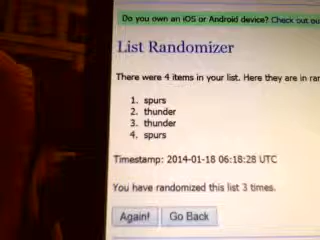 Do you own an iOS or Android device? Check out ou
List Randomizer
There were 4 items in your list. Here they are in ran
1. spurs
2. thunder
3. thunder
4. spurs
Timestamp: 2014-01-18 06:18:28 UTC
You have randomized this list 3 times.
Again! Go Back